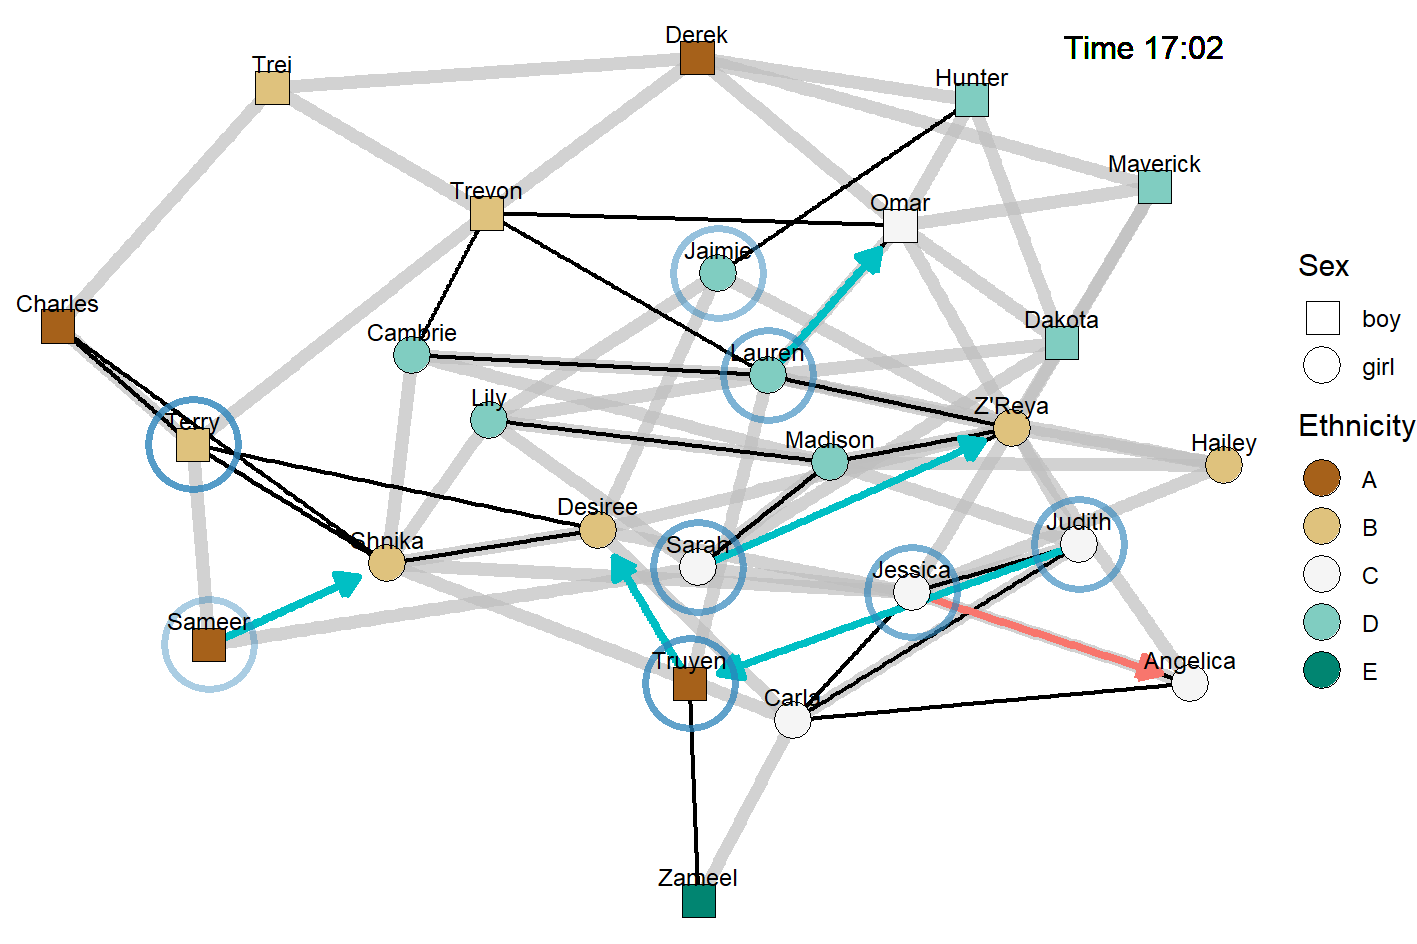 Derek
Time 17:02
Trei
Hunter
Maverick
Trevon
Omar
Jaimie
Sex
Charles
boy
Dakota
Cambrie
Lauren
girl
Lily
Z'Reya
Terry
Madison
Hailey
Ethnicity
A
Desiree
B
Judith
Shnika
Sarah
Jessica
C
Sameer
D
Truyen
Angelica
E
Carla
Zameel